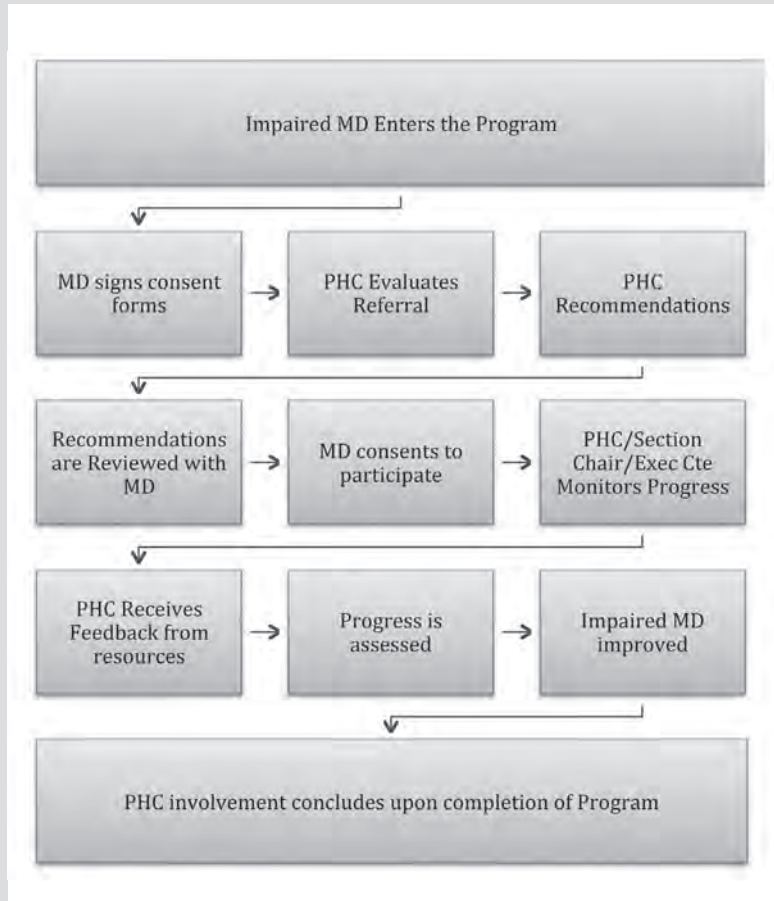 Impaired MD Enters the Program
MD signs consent
forms
PHC Evaluates
Referral
PHC
Recommendations
Recommendations
are Reviewed with
MD
MD consents to
participate
PHC/Section
Chair/Exec Cte
Monitors Progress
PHC Receives
Feedback from
resources
Progress is
assessed
Impaired MD
improved
PHC involvement concludes upon completion of Program